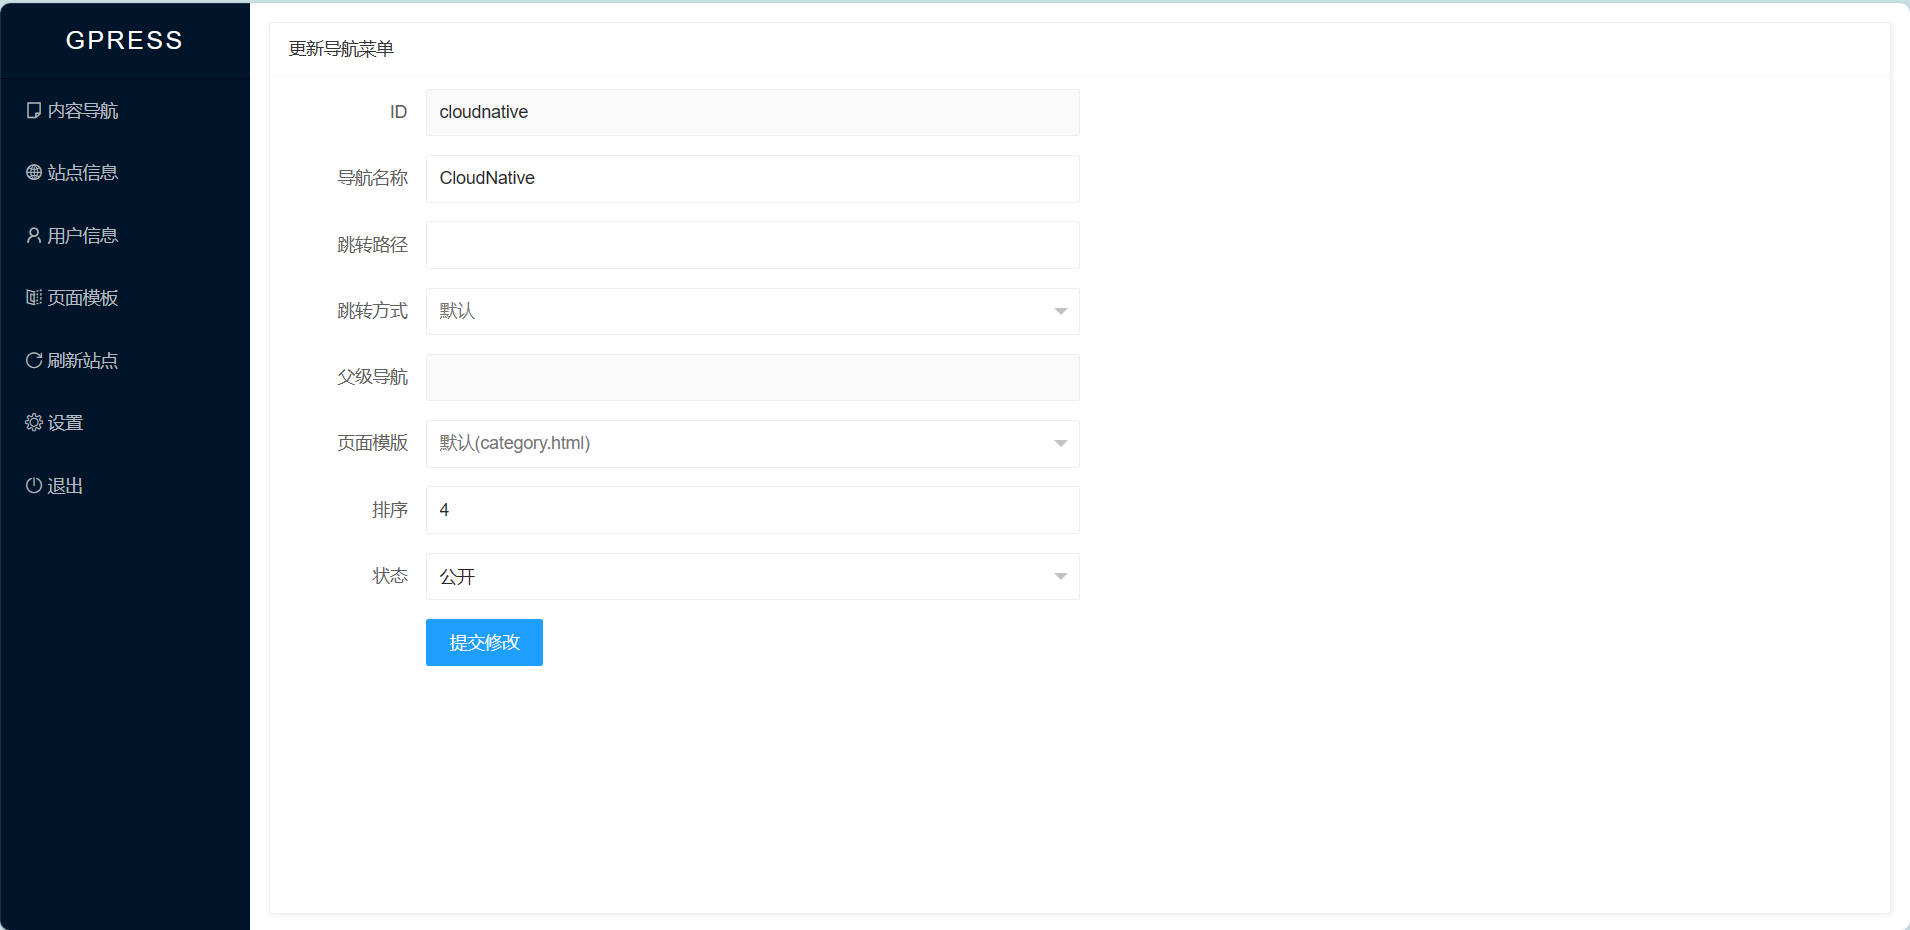 GPRESS
内容导航
站点信息
用户信息
页面模板
刷新站点
设置
退出
更新导航菜单
ID
cloudnative
导航名称
CloudNative
跳转路径
跳转方式
默认
父级导航
页面模版
默认(category.html)
排序
4
状态
公开
提交修改